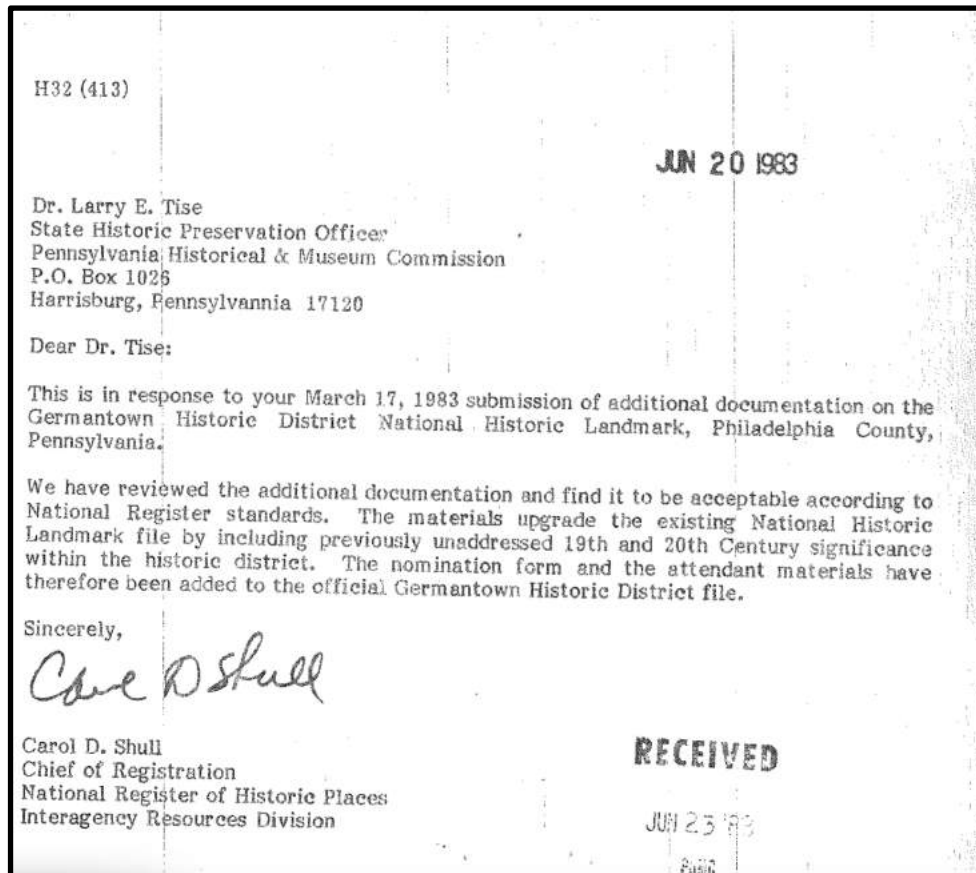 H32 (413)
JUN 20 1983
Dr. Larry E. Tise
State Historic Preservation Officer
Pennsylvania Historical & Museum Commission
P.O. Box 1026
Harrisburg, Pennsylvannia 17120
Dear Dr. Tise:
This is in response to your March 17, 1983 submission of additional documentation on the
Germantown Historic District National Historic Landmark, Philadelphia County,
Pennsylvania.
We have reviewed the additional documentation and find it to be acceptable according to
National Register standards. The materials upgrade the existing National Historic
Landmark file by including previously unaddressed 19th and 20th Century significance
within the historic district. The nomination form and the attendant materials have
therefore been added to the official Germantown Historic District file.
Sincerely,
Carol D Shull
Carol D. Shull
Chief of Registration
National Register of Historic Places
Interagency Resources Division
RECEIVED
JUN 23 '83